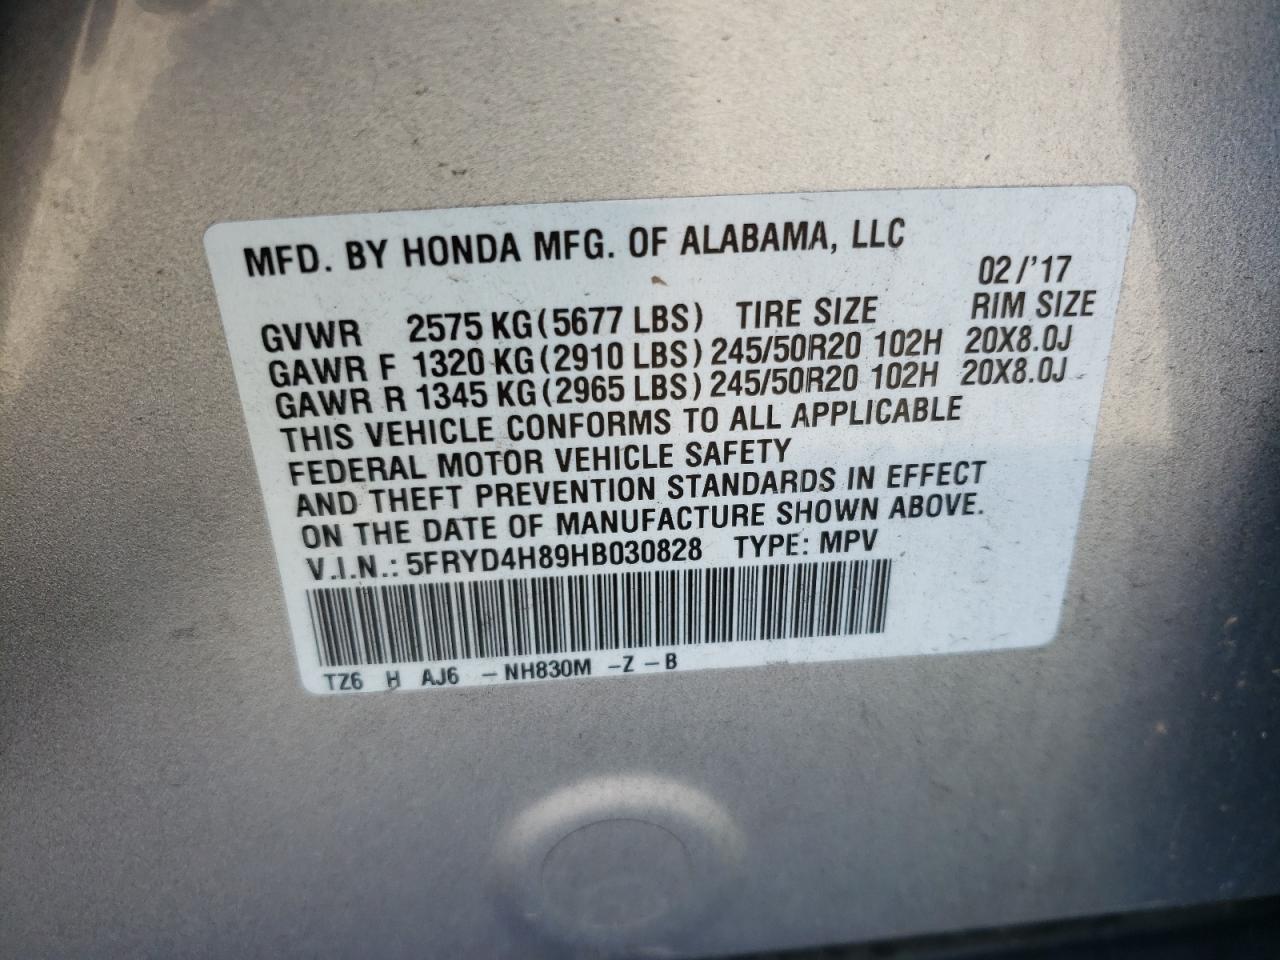 MFD. BY HONDA MFG. OF ALABAMA, LLC
02/'17
GVWR 2575 KG(5677 LBS) TIRE SIZE RIM SIZE
GAWR F 1320 KG(2910 LBS) 245/50R20 102H 20X8.0J
GAWR R 1345 KG(2965 LBS) 245/50R20 102H 20X8.0J
THIS VEHICLE CONFORMS TO ALL APPLICABLE
FEDERAL MOTOR VEHICLE SAFETY
AND THEFT PREVENTION STANDARDS IN EFFECT
ON THE DATE OF MANUFACTURE SHOWN ABOVE.
V.I.N.: 5FRYD4H89HB030828 TYPE: MPV
TZ6 H AJ6 -NH830M -Z -B